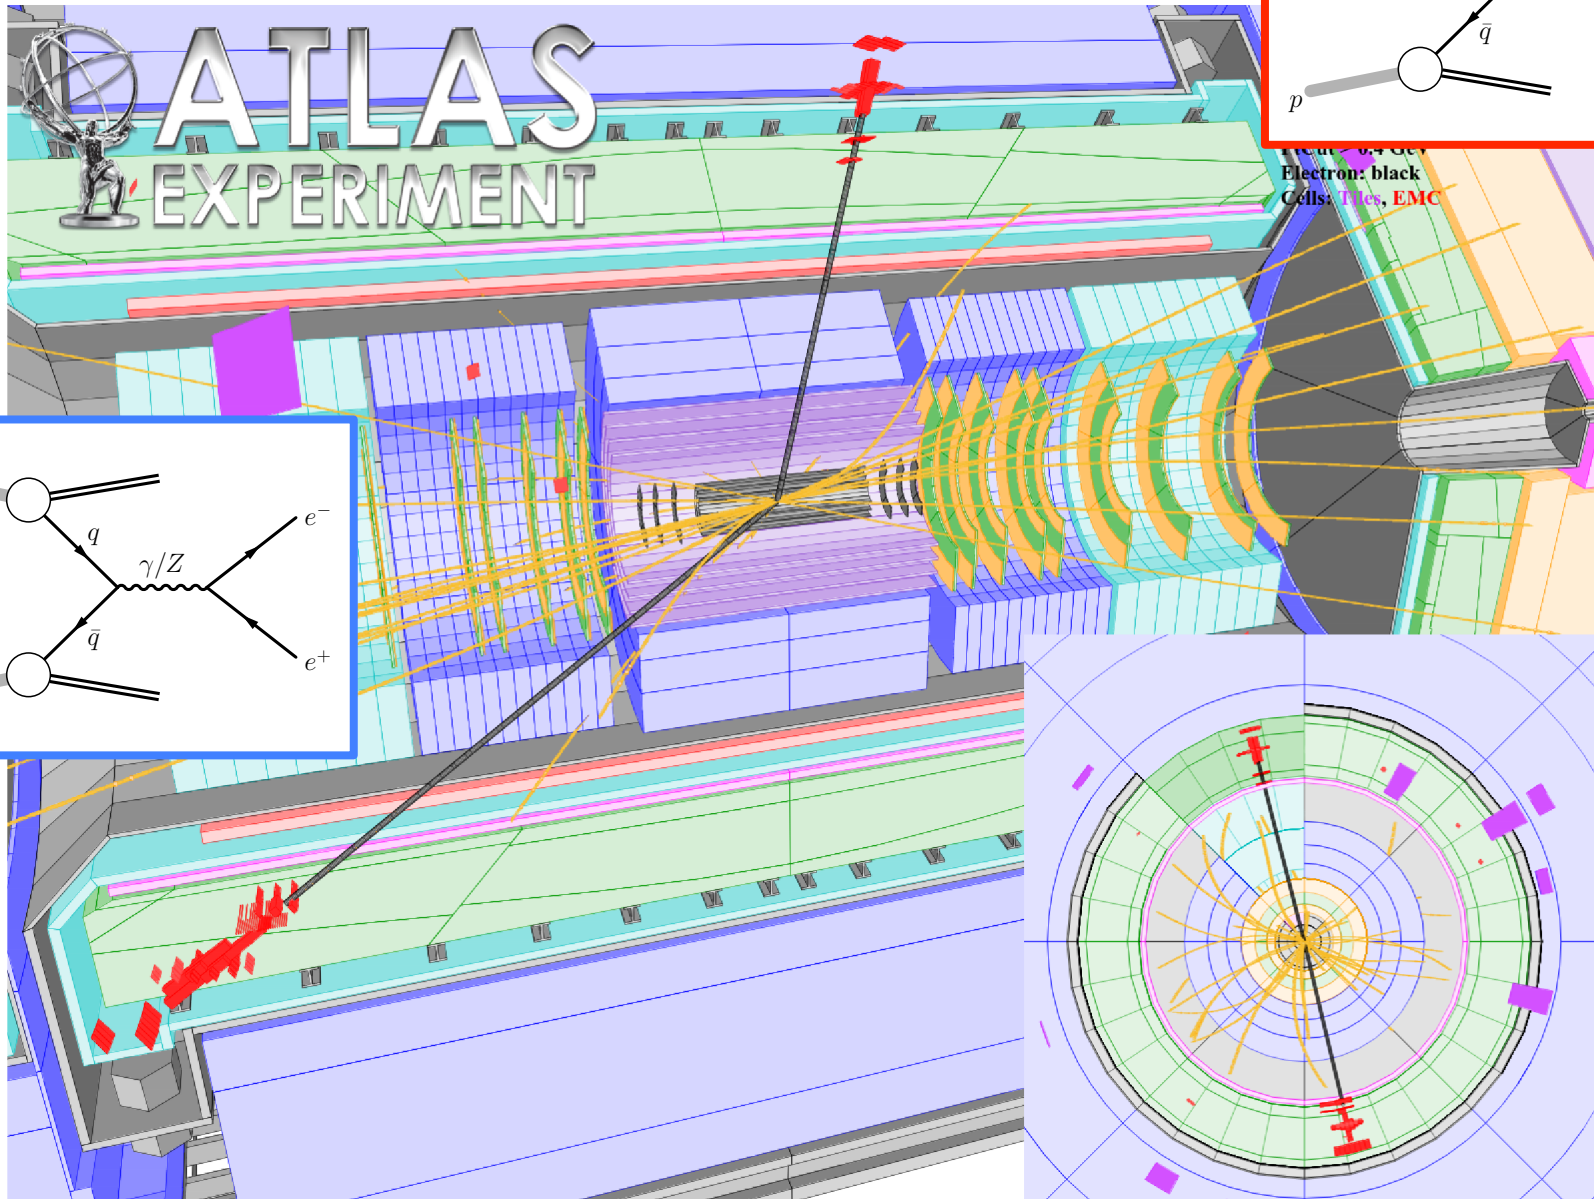 ATLAS
EXPERIMENT
q̄
p
Electron: black
Cells: Tiles, EMC
q
γ/Z
e⁻
q̄
e⁺